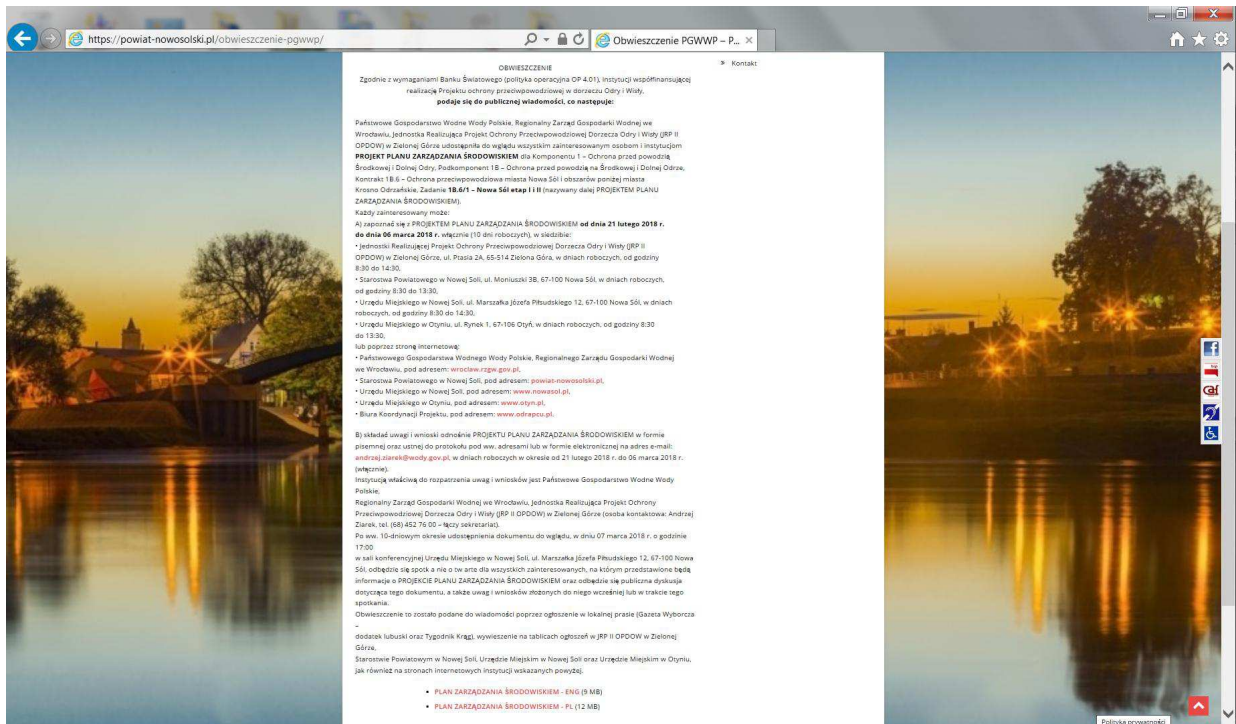 https://powiat-nowosolski.pl/obwieszczenie-pgwwp/
Obwieszczenie PGWWP – P...
» Kontakt
OBWIESZCZENIE
Zgodnie z wymaganiami Banku Światowego (polityka operacyjna OP 4.01), instytucji współfinansującej
realizację Projektu ochrony przeciwpowodziowej w dorzeczu Odry i Wisły,
podaje się do publicznej wiadomości, co następuje:
Państwowe Gospodarstwo Wodne Wody Polskie, Regionalny Zarząd Gospodarki Wodnej we
Wrocławiu, Jednostka Realizująca Projekt Ochrony Przeciwpowodziowej Dorzecza Odry i Wisły (JRP II
OPDOW) w Zielonej Górze udostępniła do wglądu wszystkim zainteresowanym osobom i instytucjom
PROJEKT PLANU ZARZĄDZANIA ŚRODOWISKIEM dla Komponentu 1 – Ochrona przed powodzią
Środkowej i Dolnej Odry, Podkomponent 1B – Ochrona przed powodzią na Środkowej i Dolnej Odrze,
Kontrakt 1B.6 – Ochrona przeciwpowodziowa miasta Nowa Sól i obszarów poniżej miasta
Krosno Odrzańskie, Zadanie 1B.6/1 – Nowa Sól etap I i II (nazywany dalej PROJEKTEM PLANU
ZARZĄDZANIA ŚRODOWISKIEM).
Każdy zainteresowany może:
A) zapoznać się z PROJEKTEM PLANU ZARZĄDZANIA ŚRODOWISKIEM od dnia 21 lutego 2018 r.
do dnia 06 marca 2018 r. włącznie (10 dni roboczych), w siedzibie:
• Jednostki Realizującej Projekt Ochrony Przeciwpowodziowej Dorzecza Odry i Wisły (JRP II
OPDOW) w Zielonej Górze, ul. Ptasia 2A, 65-514 Zielona Góra, w dniach roboczych, od godziny
8:30 do 14:30,
• Starostwa Powiatowego w Nowej Soli, ul. Moniuszki 3B, 67-100 Nowa Sól, w dniach roboczych,
od godziny 8:30 do 13:30,
• Urzędu Miejskiego w Nowej Soli, ul. Marszałka Józefa Piłsudskiego 12, 67-100 Nowa Sól, w dniach
roboczych, od godziny 8:30 do 14:30,
• Urzędu Miejskiego w Otyniu, ul. Rynek 1, 67-106 Otyń, w dniach roboczych, od godziny 8:30
do 13:30,
lub poprzez stronę internetową:
• Państwowego Gospodarstwa Wodnego Wody Polskie, Regionalnego Zarządu Gospodarki Wodnej
we Wrocławiu, pod adresem: wroclaw.rzgw.gov.pl,
• Starostwa Powiatowego w Nowej Soli, pod adresem: powiat-nowosolski.pl,
• Urzędu Miejskiego w Nowej Soli, pod adresem: www.nowasol.pl,
• Urzędu Miejskiego w Otyniu, pod adresem: www.otyn.pl,
• Biura Koordynacji Projektu, pod adresem: www.odrapcu.pl.
B) składać uwagi i wnioski odnośnie PROJEKTU PLANU ZARZĄDZANIA ŚRODOWISKIEM w formie
pisemnej oraz ustnej do protokołu pod ww. adresami lub w formie elektronicznej na adres e-mail:
andrzej.ziarek@wody.gov.pl, w dniach roboczych w okresie od 21 lutego 2018 r. do 06 marca 2018 r.
(włącznie).
Instytucją właściwą do rozpatrzenia uwag i wniosków jest Państwowe Gospodarstwo Wodne Wody
Polskie,
Regionalny Zarząd Gospodarki Wodnej we Wrocławiu, Jednostka Realizująca Projekt Ochrony
Przeciwpowodziowej Dorzecza Odry i Wisły (JRP II OPDOW) w Zielonej Górze (osoba kontaktowa: Andrzej
Ziarek, tel. (68) 452 76 00 – łączy sekretariat).
Po ww. 10-dniowym okresie udostępnienia dokumentu do wglądu, w dniu 07 marca 2018 r. o godzinie
17:00
w sali konferencyjnej Urzędu Miejskiego w Nowej Soli, ul. Marszałka Józefa Piłsudskiego 12, 67-100 Nowa
Sól, odbędzie się spotk a nie o tw arte dla wszystkich zainteresowanych, na którym przedstawione będą
informacje o PROJEKCIE PLANU ZARZĄDZANIA ŚRODOWISKIEM oraz odbędzie się publiczna dyskusja
dotycząca tego dokumentu, a także uwag i wniosków złożonych do niego wcześniej lub w trakcie tego
spotkania.
Obwieszczenie to zostało podane do wiadomości poprzez ogłoszenie w lokalnej prasie (Gazeta Wyborcza
–
dodatek lubuski oraz Tygodnik Krąg), wywieszenie na tablicach ogłoszeń w JRP II OPDOW w Zielonej
Górze,
Starostwie Powiatowym w Nowej Soli, Urzędzie Miejskim w Nowej Soli oraz Urzędzie Miejskim w Otyniu,
jak również na stronach internetowych instytucji wskazanych powyżej.
• PLAN ZARZĄDZANIA ŚRODOWISKIEM - ENG (9 MB)
• PLAN ZARZĄDZANIA ŚRODOWISKIEM - PL (12 MB)
Polityka prywatności